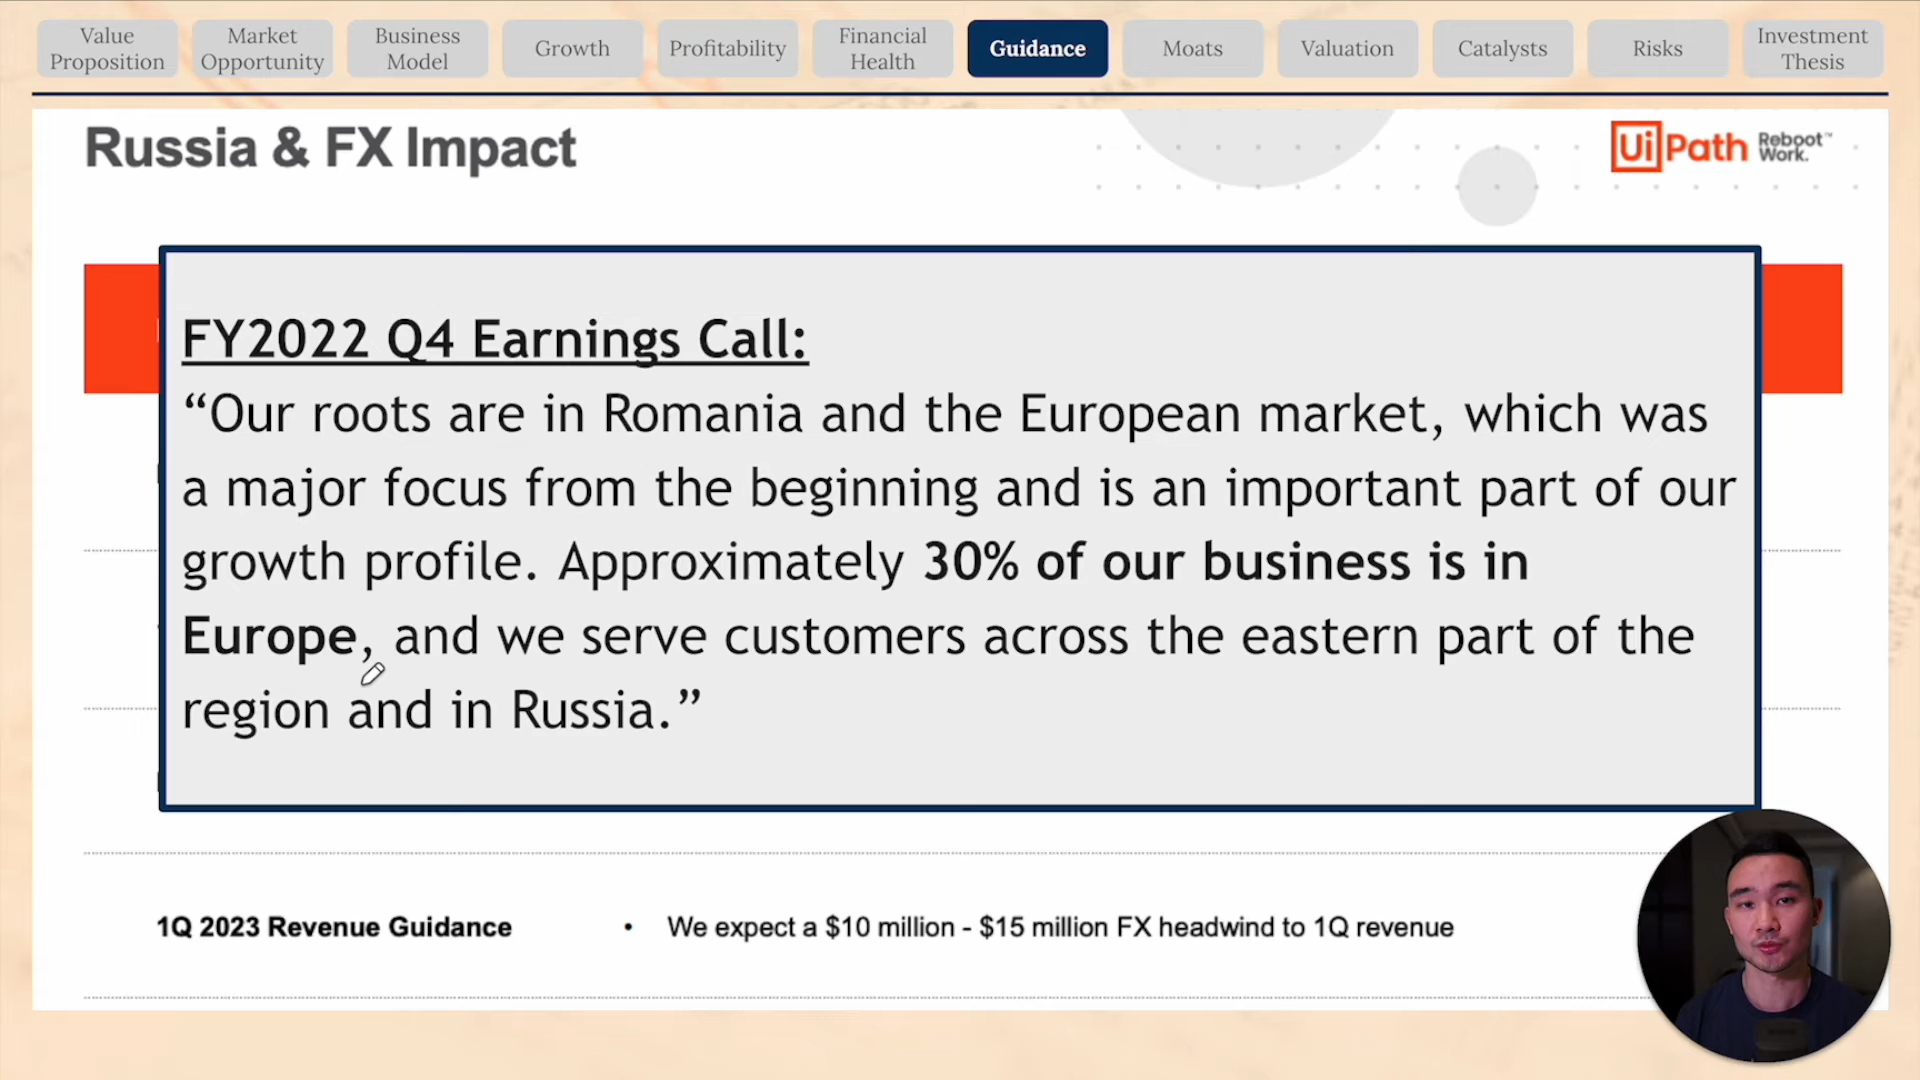 Value Proposition
Market Opportunity
Business Model
Growth
Profitability
Financial Health
Guidance
Moats
Valuation
Catalysts
Risks
Investment Thesis
Russia & FX Impact
UiPath Reboot Work.™
FY2022 Q4 Earnings Call:
“Our roots are in Romania and the European market, which was
a major focus from the beginning and is an important part of our
growth profile. Approximately 30% of our business is in
Europe, and we serve customers across the eastern part of the
region and in Russia.”
1Q 2023 Revenue Guidance
• We expect a $10 million - $15 million FX headwind to 1Q revenue